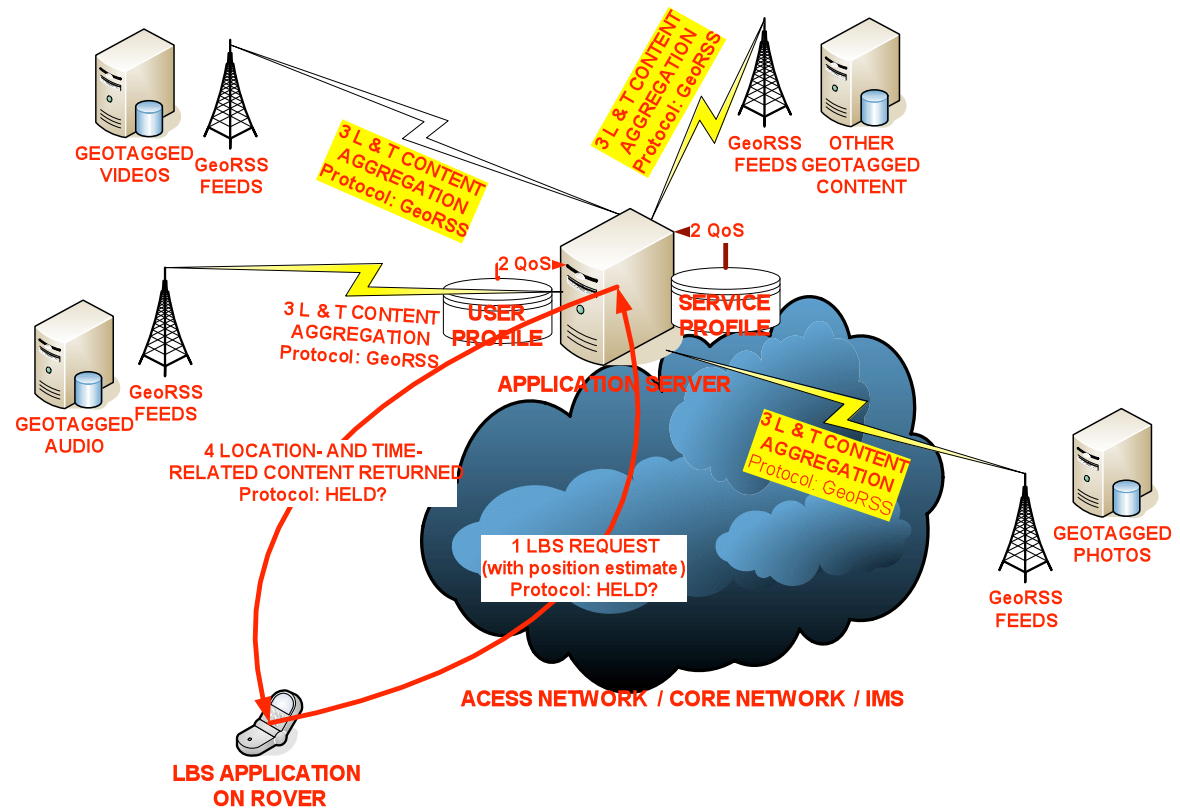 3 L & T CONTENT
AGGREGATION
Protocol: GeoRSS
GEOTAGGED
VIDEOS
GeoRSS
FEEDS
3 L & T CONTENT
AGGREGATION
Protocol: GeoRSS
GeoRSS
FEEDS
OTHER
GEOTAGGED
CONTENT
2 QoS
2 QoS
USER
PROFILE
SERVICE
PROFILE
3 L & T CONTENT
AGGREGATION
Protocol: GeoRSS
GeoRSS
FEEDS
GEOTAGGED
AUDIO
APPLICATION SERVER
4 LOCATION- AND TIME-
RELATED CONTENT RETURNED
Protocol: HELD?
3 L & T CONTENT
AGGREGATION
Protocol: GeoRSS
GEOTAGGED
PHOTOS
GeoRSS
FEEDS
1 LBS REQUEST
(with position estimate)
Protocol: HELD?
ACESS NETWORK / CORE NETWORK / IMS
LBS APPLICATION
ON ROVER